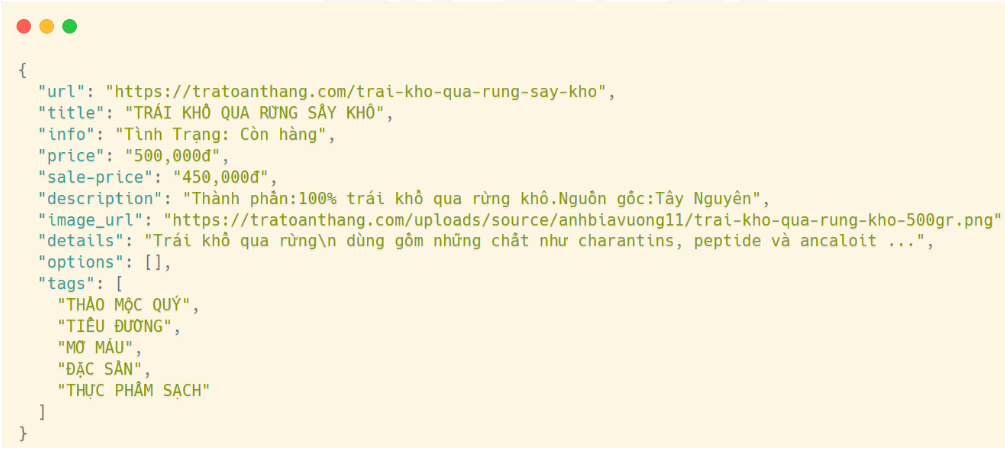 {
"url": "https://tratoanthang.com/trai-kho-qua-rung-say-kho",
"title": "TRÁI KHỔ QUA RỪNG SẤY KHÔ",
"info": "Tình Trạng: Còn hàng",
"price": "500,000đ",
"sale-price": "450,000đ",
"description": "Thành phần:100% trái khổ qua rừng khô.Nguồn gốc:Tây Nguyên",
"image_url": "https://tratoanthang.com/uploads/source/anhbiavuong11/trai-kho-qua-rung-kho-500gr.png"
"details": "Trái khổ qua rừng\n dùng gồm những chất như charantins, peptide và ancaloit ...",
"options": [],
"tags": [
"THẢO MỘC QUÝ",
"TIỂU ĐƯỜNG",
"MỠ MÁU",
"ĐẶC SẢN",
"THỰC PHẨM SẠCH"
]
}